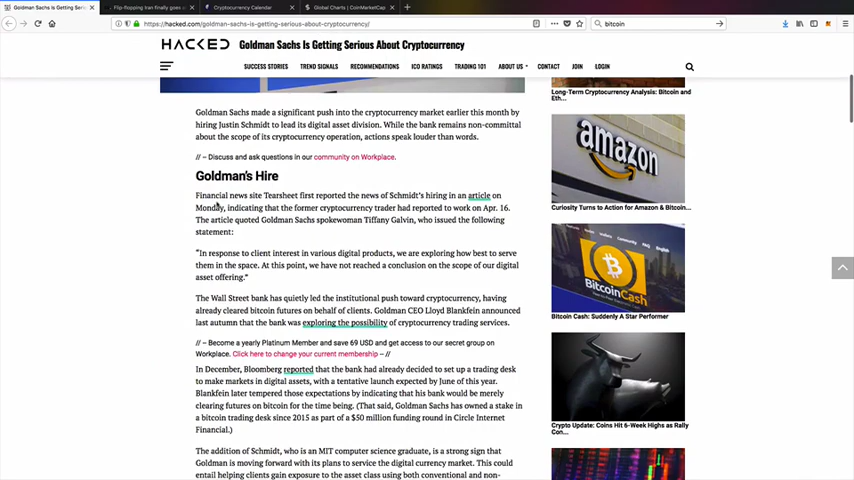 Goldman Sachs Is Getting Serious
Flip-flopping Iran finally goes
Cryptocurrency Calendar
Global Charts | CoinMarketCap
https://hacked.com/goldman-sachs-is-getting-serious-about-cryptocurrency/
bitcoin
HACKED
Goldman Sachs Is Getting Serious About Cryptocurrency
SUCCESS STORIES TREND SIGNALS RECOMMENDATIONS ICO RATINGS TRADING 101 ABOUT US CONTACT JOIN LOGIN
Goldman Sachs made a significant push into the cryptocurrency market earlier this month by
hiring Justin Schmidt to lead its digital asset division. While the bank remains non-committal
about the scope of its cryptocurrency operation, actions speak louder than words.
// – Discuss and ask questions in our community on Workplace.
Goldman's Hire
Financial news site Tearsheet first reported the news of Schmidt's hiring in an article on
Monday, indicating that the former cryptocurrency trader had reported to work on Apr. 16.
The article quoted Goldman Sachs spokewoman Tiffany Galvin, who issued the following
statement:
"In response to client interest in various digital products, we are exploring how best to serve
them in the space. At this point, we have not reached a conclusion on the scope of our digital
asset offering."
The Wall Street bank has quietly led the institutional push toward cryptocurrency, having
already cleared bitcoin futures on behalf of clients. Goldman CEO Lloyd Blankfein announced
last autumn that the bank was exploring the possibility of cryptocurrency trading services.
// – Become a yearly Platinum Member and save 69 USD and get access to our secret group on
Workplace. Click here to change your current membership – //
In December, Bloomberg reported that the bank had already decided to set up a trading desk
to make markets in digital assets, with a tentative launch expected by June of this year.
Blankfein later tempered those expectations by indicating that his bank would be merely
clearing futures on bitcoin for the time being. (That said, Goldman Sachs has owned a stake in
a bitcoin trading desk since 2015 as part of a $50 million funding round in Circle Internet
Financial.)
The addition of Schmidt, who is an MIT computer science graduate, is a strong sign that
Goldman is moving forward with its plans to service the digital currency market. This could
entail helping clients gain exposure to the asset class using both conventional and non-
Long-Term Cryptocurrency Analysis: Bitcoin and
Eth...
amazon
Curiosity Turns to Action for Amazon & Bitcoin...
BitcoinCash
Bitcoin Cash: Suddenly A Star Performer
Crypto Update: Coins Hit 6-Week Highs as Rally
Con...